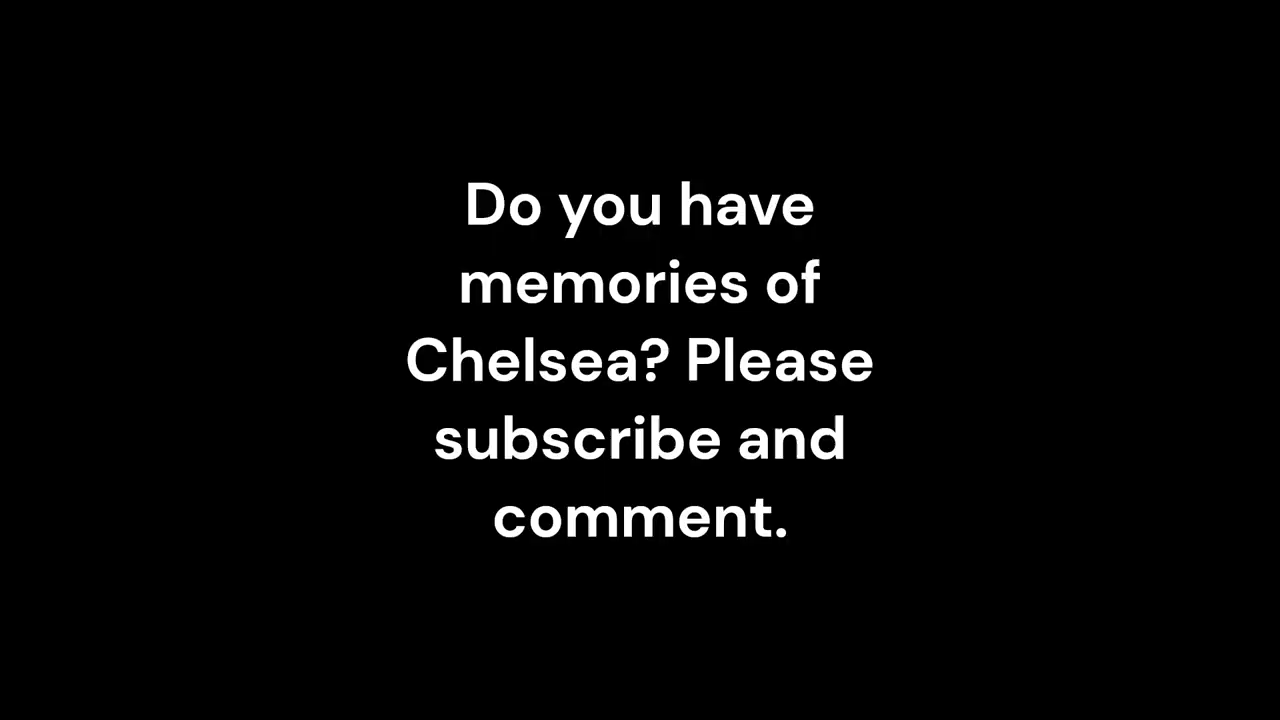 Do you have
memories of
Chelsea? Please
subscribe and
comment.